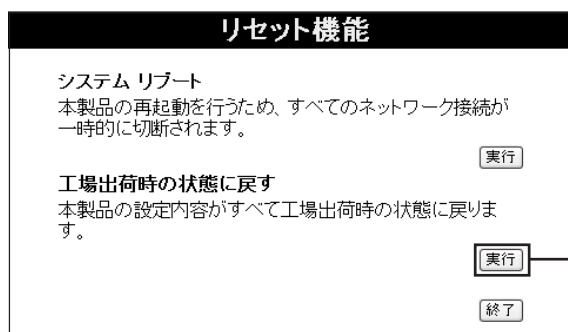 リセット機能
システム リブート
本製品の再起動を行うため、すべてのネットワーク接続が
一時的に切断されます。
実行
工場出荷時の状態に戻す
本製品の設定内容がすべて工場出荷時の状態に戻りま
す。
実行
終了